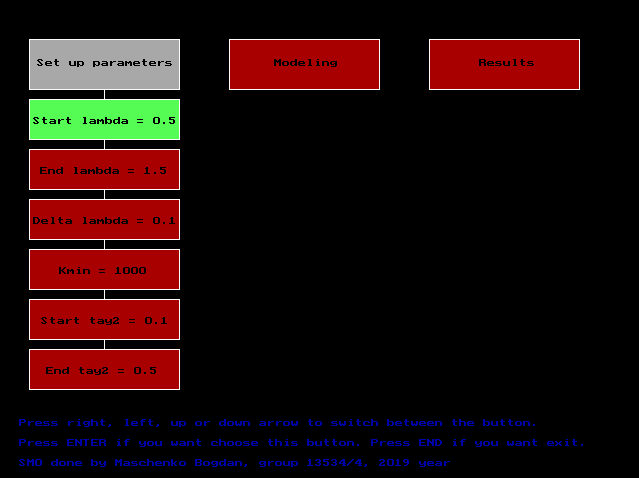 Set up parameters
Modeling
Results
Start lambda = 0.5
End lambda = 1.5
Delta lambda = 0.1
Kmin = 1000
Start tag2 = 0.1
End tag2 = 0.5
Press right, left, up or down arrow to switch between the button.
Press ENTER if you want choose this button. Press END if you want exit.
SMO done by Maschenko Bogdan, group 13534/4, 2019 year